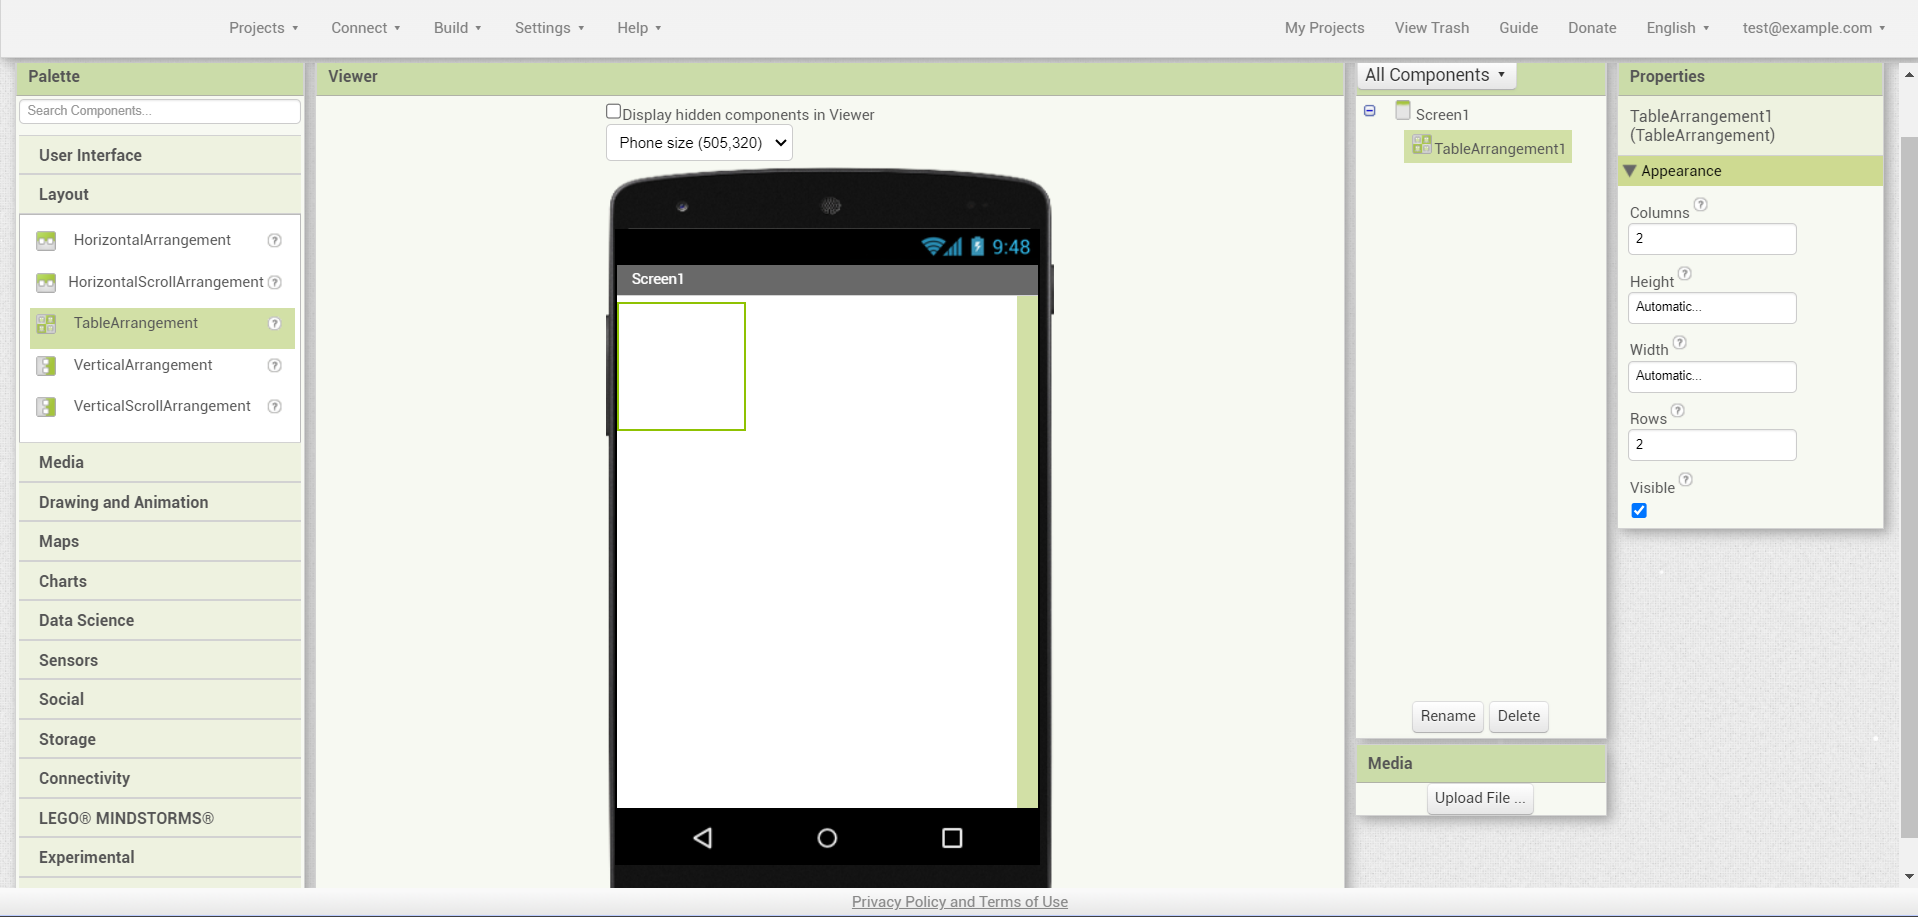 Projects ▾ Connect ▾ Build ▾ Settings ▾ Help ▾ My Projects View Trash Guide Donate English ▾ test@example.com ▾
Palette
Search Components...
User Interface
Layout
HorizontalArrangement ?
HorizontalScrollArrangement ?
TableArrangement ?
VerticalArrangement ?
VerticalScrollArrangement ?
Media
Drawing and Animation
Maps
Charts
Data Science
Sensors
Social
Storage
Connectivity
LEGO® MINDSTORMS®
Experimental
Viewer
Display hidden components in Viewer
Phone size (505,320)
9:48
Screen1
All Components ▾
Screen1
TableArrangement1
Rename Delete
Media
Upload File ...
Properties
TableArrangement1
(TableArrangement)
Appearance
Columns ?
2
Height ?
Automatic...
Width ?
Automatic...
Rows ?
2
Visible ?
Privacy Policy and Terms of Use